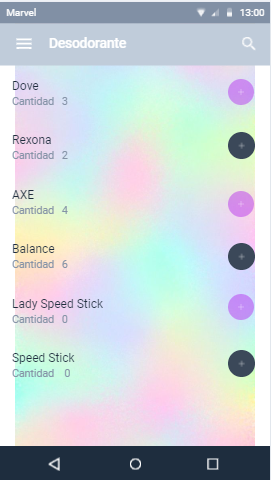 Marvel 13:00
Desodorante
Dove
Cantidad 3
Rexona
Cantidad 2
AXE
Cantidad 4
Balance
Cantidad 6
Lady Speed Stick
Cantidad 0
Speed Stick
Cantidad 0